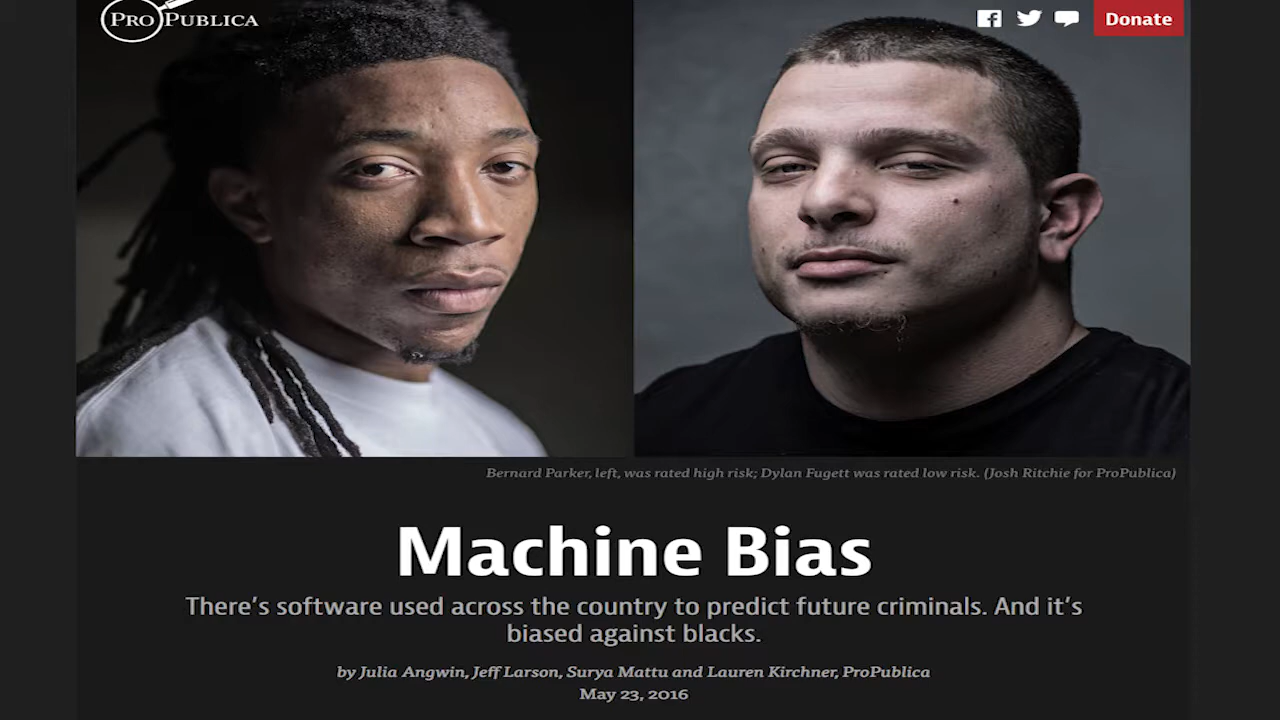 PROPUBLICA
Donate
Bernard Parker, left, was rated high risk; Dylan Fugett was rated low risk. (Josh Ritchie for ProPublica)
Machine Bias
There’s software used across the country to predict future criminals. And it’s
biased against blacks.
by Julia Angwin, Jeff Larson, Surya Mattu and Lauren Kirchner, ProPublica
May 23, 2016